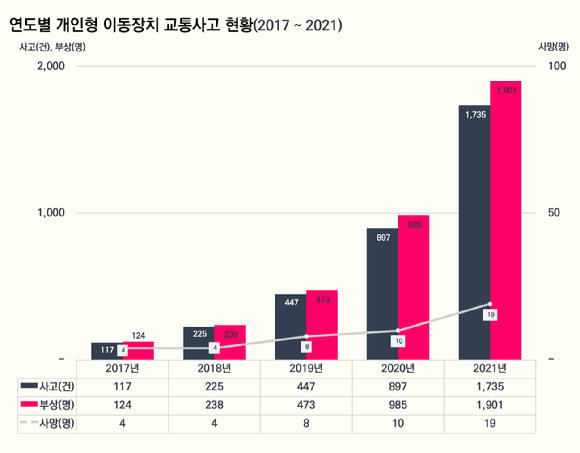 연도별 개인형 이동장치 교통사고 현황(2017 ~ 2021)
사고(건), 부상(명) 사망(명)
2,000 100
1,901
1,735
1,000 50
985
897
447 473
225 238
117 124
4 4 8 10 19
– –
2017년 2018년 2019년 2020년 2021년
사고(건) 117 225 447 897 1,735
부상(명) 124 238 473 985 1,901
사망(명) 4 4 8 10 19